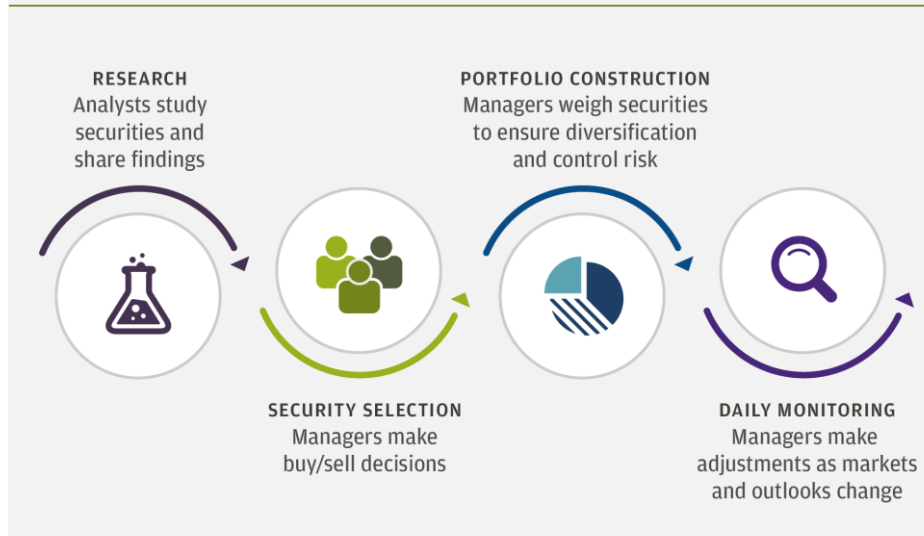 RESEARCH
Analysts study
securities and
share findings
SECURITY SELECTION
Managers make
buy/sell decisions
PORTFOLIO CONSTRUCTION
Managers weigh securities
to ensure diversification
and control risk
DAILY MONITORING
Managers make
adjustments as markets
and outlooks change